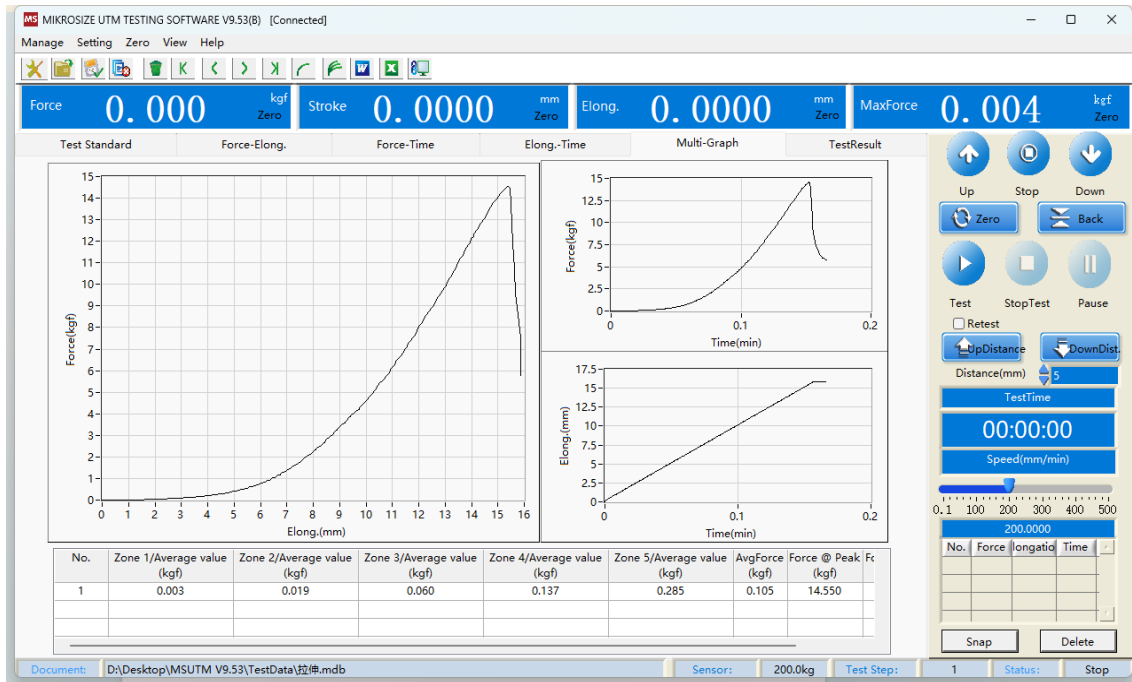 MS MIKROSIZE UTM TESTING SOFTWARE V9.53(B) [Connected]
Manage Setting Zero View Help
Force 0.000 kgf Zero
Stroke 0.0000 mm Zero
Elong. 0.0000 mm Zero
MaxForce 0.004 kgf Zero
Test Standard Force-Elong. Force-Time Elong.-Time Multi-Graph TestResult
Force(kgf)
15
14
13
12
11
10
9
8
7
6
5
4
3
2
1
0
0 1 2 3 4 5 6 7 8 9 10 11 12 13 14 15 16
Elong.(mm)
Force(kgf)
15
12.5
10
7.5
5
2.5
0
0 0.1 0.2
Time(min)
Elong.(mm)
17.5
15
12.5
10
7.5
5
2.5
0
0 0.1 0.2
Time(min)
No. Zone 1/Average value (kgf) Zone 2/Average value (kgf) Zone 3/Average value (kgf) Zone 4/Average value (kgf) Zone 5/Average value (kgf) AvgForce (kgf) Force @ Peak (kgf)
1 0.003 0.019 0.060 0.137 0.285 0.105 14.550
Up Stop Down
Zero Back
Test StopTest Pause
Retest
UpDistance DownDist.
Distance(mm) 5
TestTime
00:00:00
Speed(mm/min)
0.1 100 200 300 400 500
200.0000
No. Force longatio Time
Snap Delete
Document: D:\Desktop\MSUTM V9.53\TestData\拉伸.mdb Sensor: 200.0kg Test Step: 1 Status: Stop